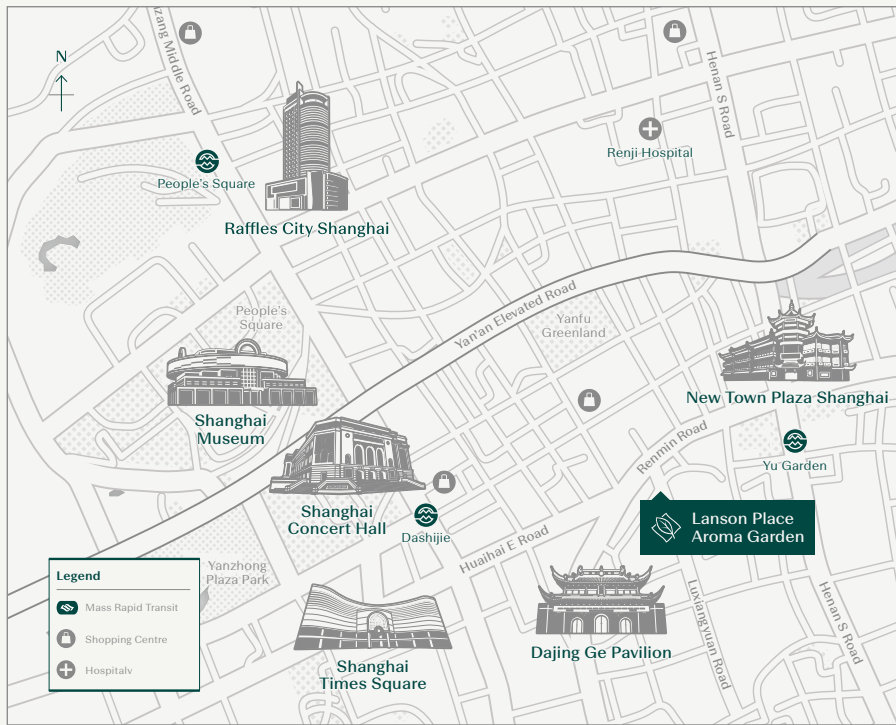 N
zang Middle Road
Henan S Road
Renji Hospital
People's Square
Raffles City Shanghai
Yan'an Elevated Road
People's
Square
Yanfu
Greenland
New Town Plaza Shanghai
Shanghai
Museum
Renmin Road
Yu Garden
Shanghai
Concert Hall
Dashijie
Lanson Place
Aroma Garden
Huaihai E Road
Yanzhong
Plaza Park
Legend
Mass Rapid Transit
Shopping Centre
Hospitalv
Luxiangyuan Road
Henan S Road
Dajing Ge Pavilion
Shanghai
Times Square